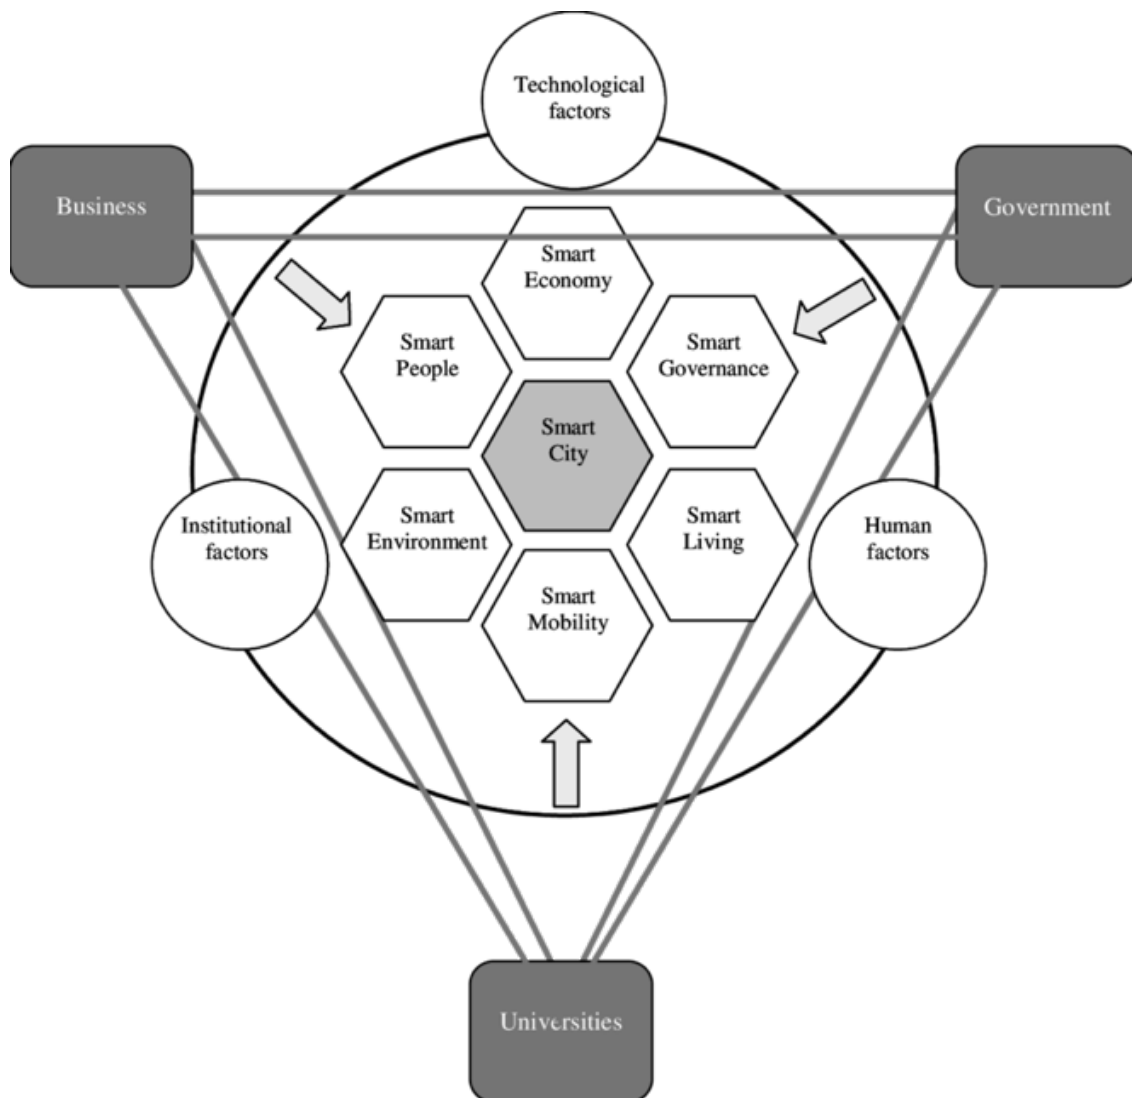 Technological
factors
Business
Government
Smart
Economy
Smart
People
Smart
Governance
Smart
City
Institutional
factors
Smart
Environment
Smart
Living
Human
factors
Smart
Mobility
Universities